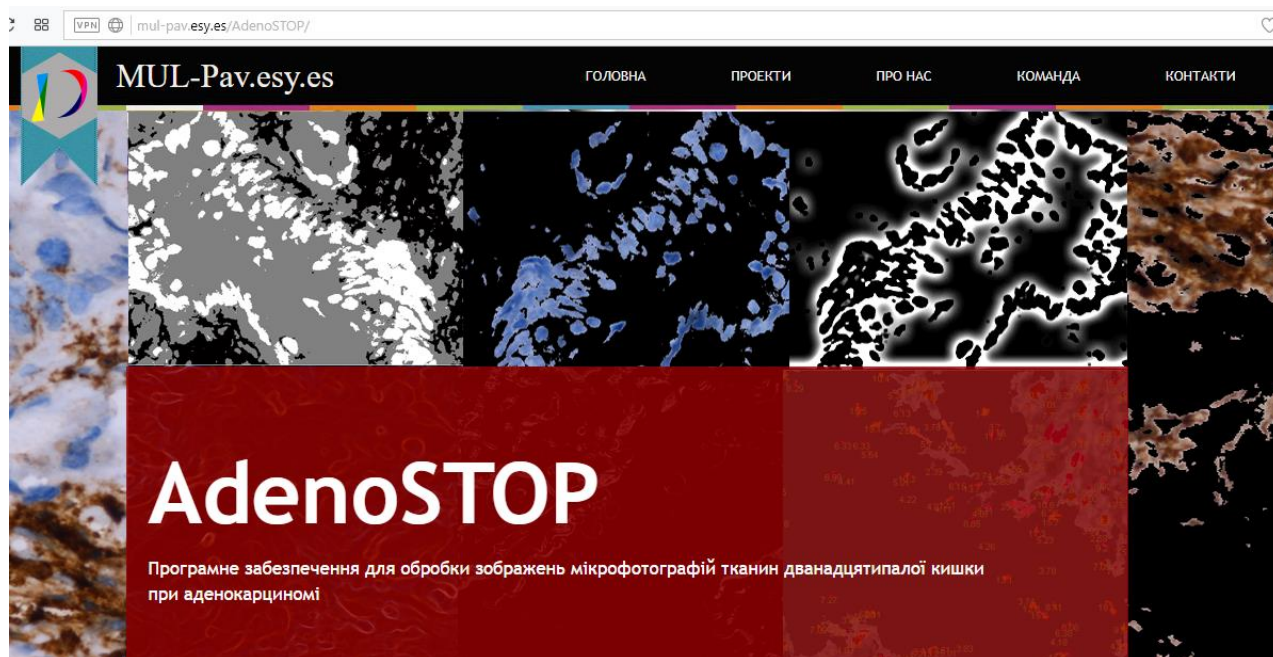 VPN mul-pav.esy.es/AdenoSTOP/
MUL-Pav.esy.es ГОЛОВНА ПРОЕКТИ ПРО НАС КОМАНДА КОНТАКТИ
AdenoSTOP
Програмне забезпечення для обробки зображень мікрофотографій тканин дванадцятипалої кишки
при аденокарциномі